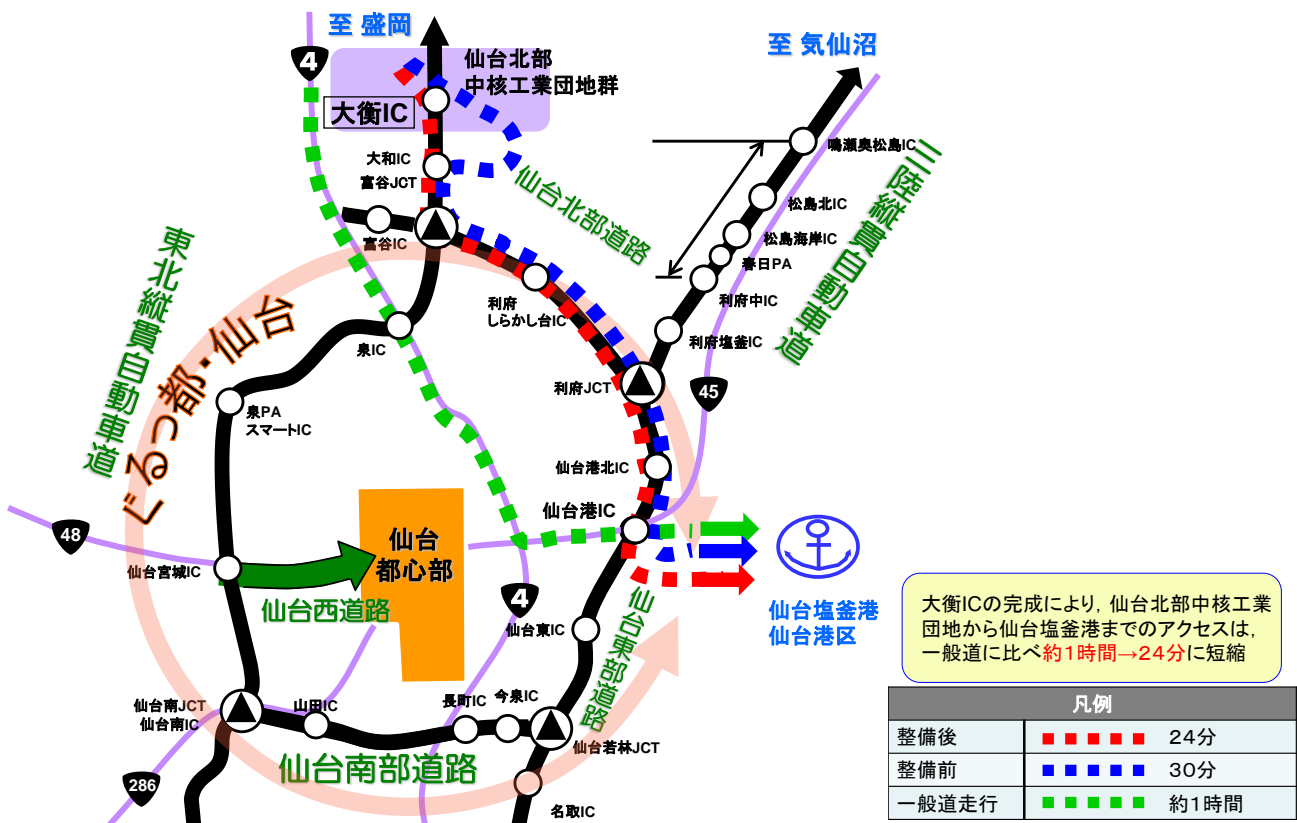 至 盛岡
4
仙台北部
中核工業団地群
大衡IC
至 気仙沼
大和IC
富谷JCT
富谷IC
仙台北部道路
鳴瀬奥松島IC
松島北IC
松島海岸IC
春日PA
利府中IC
利府塩釜IC
三陸縦貫自動車道
東北縦貫自動車道
ぐるっ都・仙台
利府
しらかし台IC
泉IC
利府JCT
45
泉PA
スマートIC
仙台港北IC
仙台港IC
48
仙台宮城IC
仙台
都心部
仙台西道路
4
仙台東IC
仙台東部道路
仙台塩釜港
仙台港区
大衡ICの完成により，仙台北部中核工業
団地から仙台塩釜港までのアクセスは，
一般道に比べ約１時間→２４分に短縮
仙台南JCT
仙台南IC
山田IC
長町IC
今泉IC
仙台若林JCT
仙台南部道路
286
名取IC
凡例
整備後 ２４分
整備前 ３０分
一般道走行 約１時間